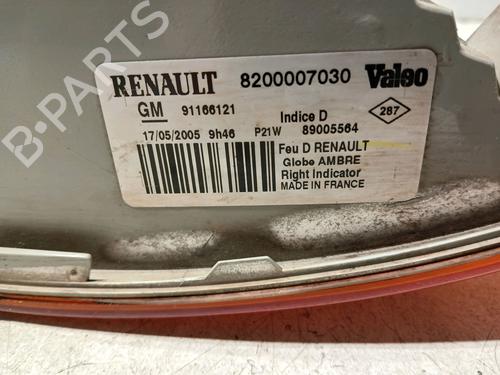 RENAULT 8200007030 Valeo
GM 91166121 Indice D 287
17/05/2005 9h46 P21W 89005564
Feu D RENAULT
Globe AMBRE
Right Indicator
MADE IN FRANCE
B-PARTS